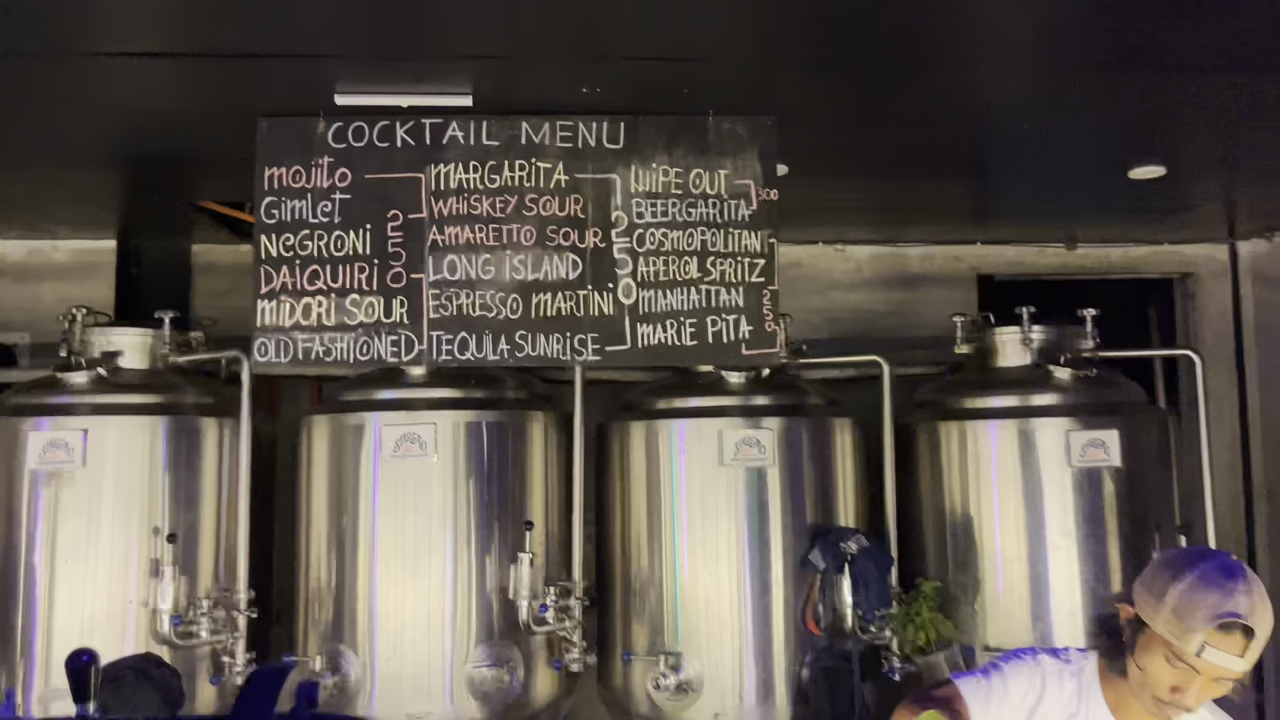 COCKTAIL MENU
MOJITO
GIMLET
NEGRONI
DAIQUIRI
MIDORI SOUR
OLD FASHIONED
250
MARGARITA
WHISKEY SOUR
AMARETTO SOUR
LONG ISLAND
ESPRESSO MARTINI
TEQUILA SUNRISE
250
WIPE OUT
BEERGARITA
300
COSMOPOLITAN
APEROL SPRITZ
MANHATTAN
MARIE PITA
250